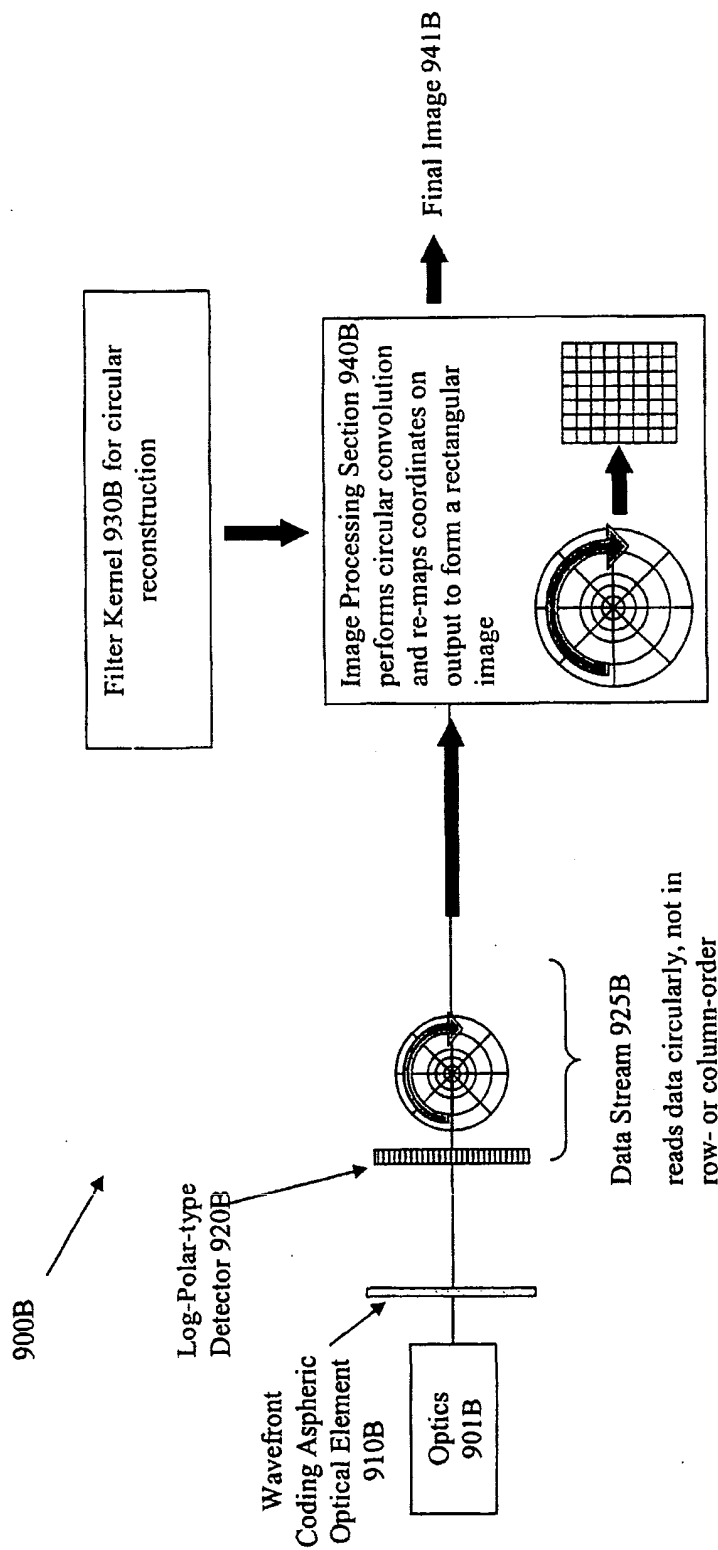 900B
Optics
901B
Wavefront
Coding Aspheric
Optical Element
910B
Log-Polar-type
Detector 920B
Data Stream 925B
reads data circularly, not in
row- or column-order
Filter Kernel 930B for circular
reconstruction
Image Processing Section 940B
performs circular convolution
and re-maps coordinates on
output to form a rectangular
image
Final Image 941B